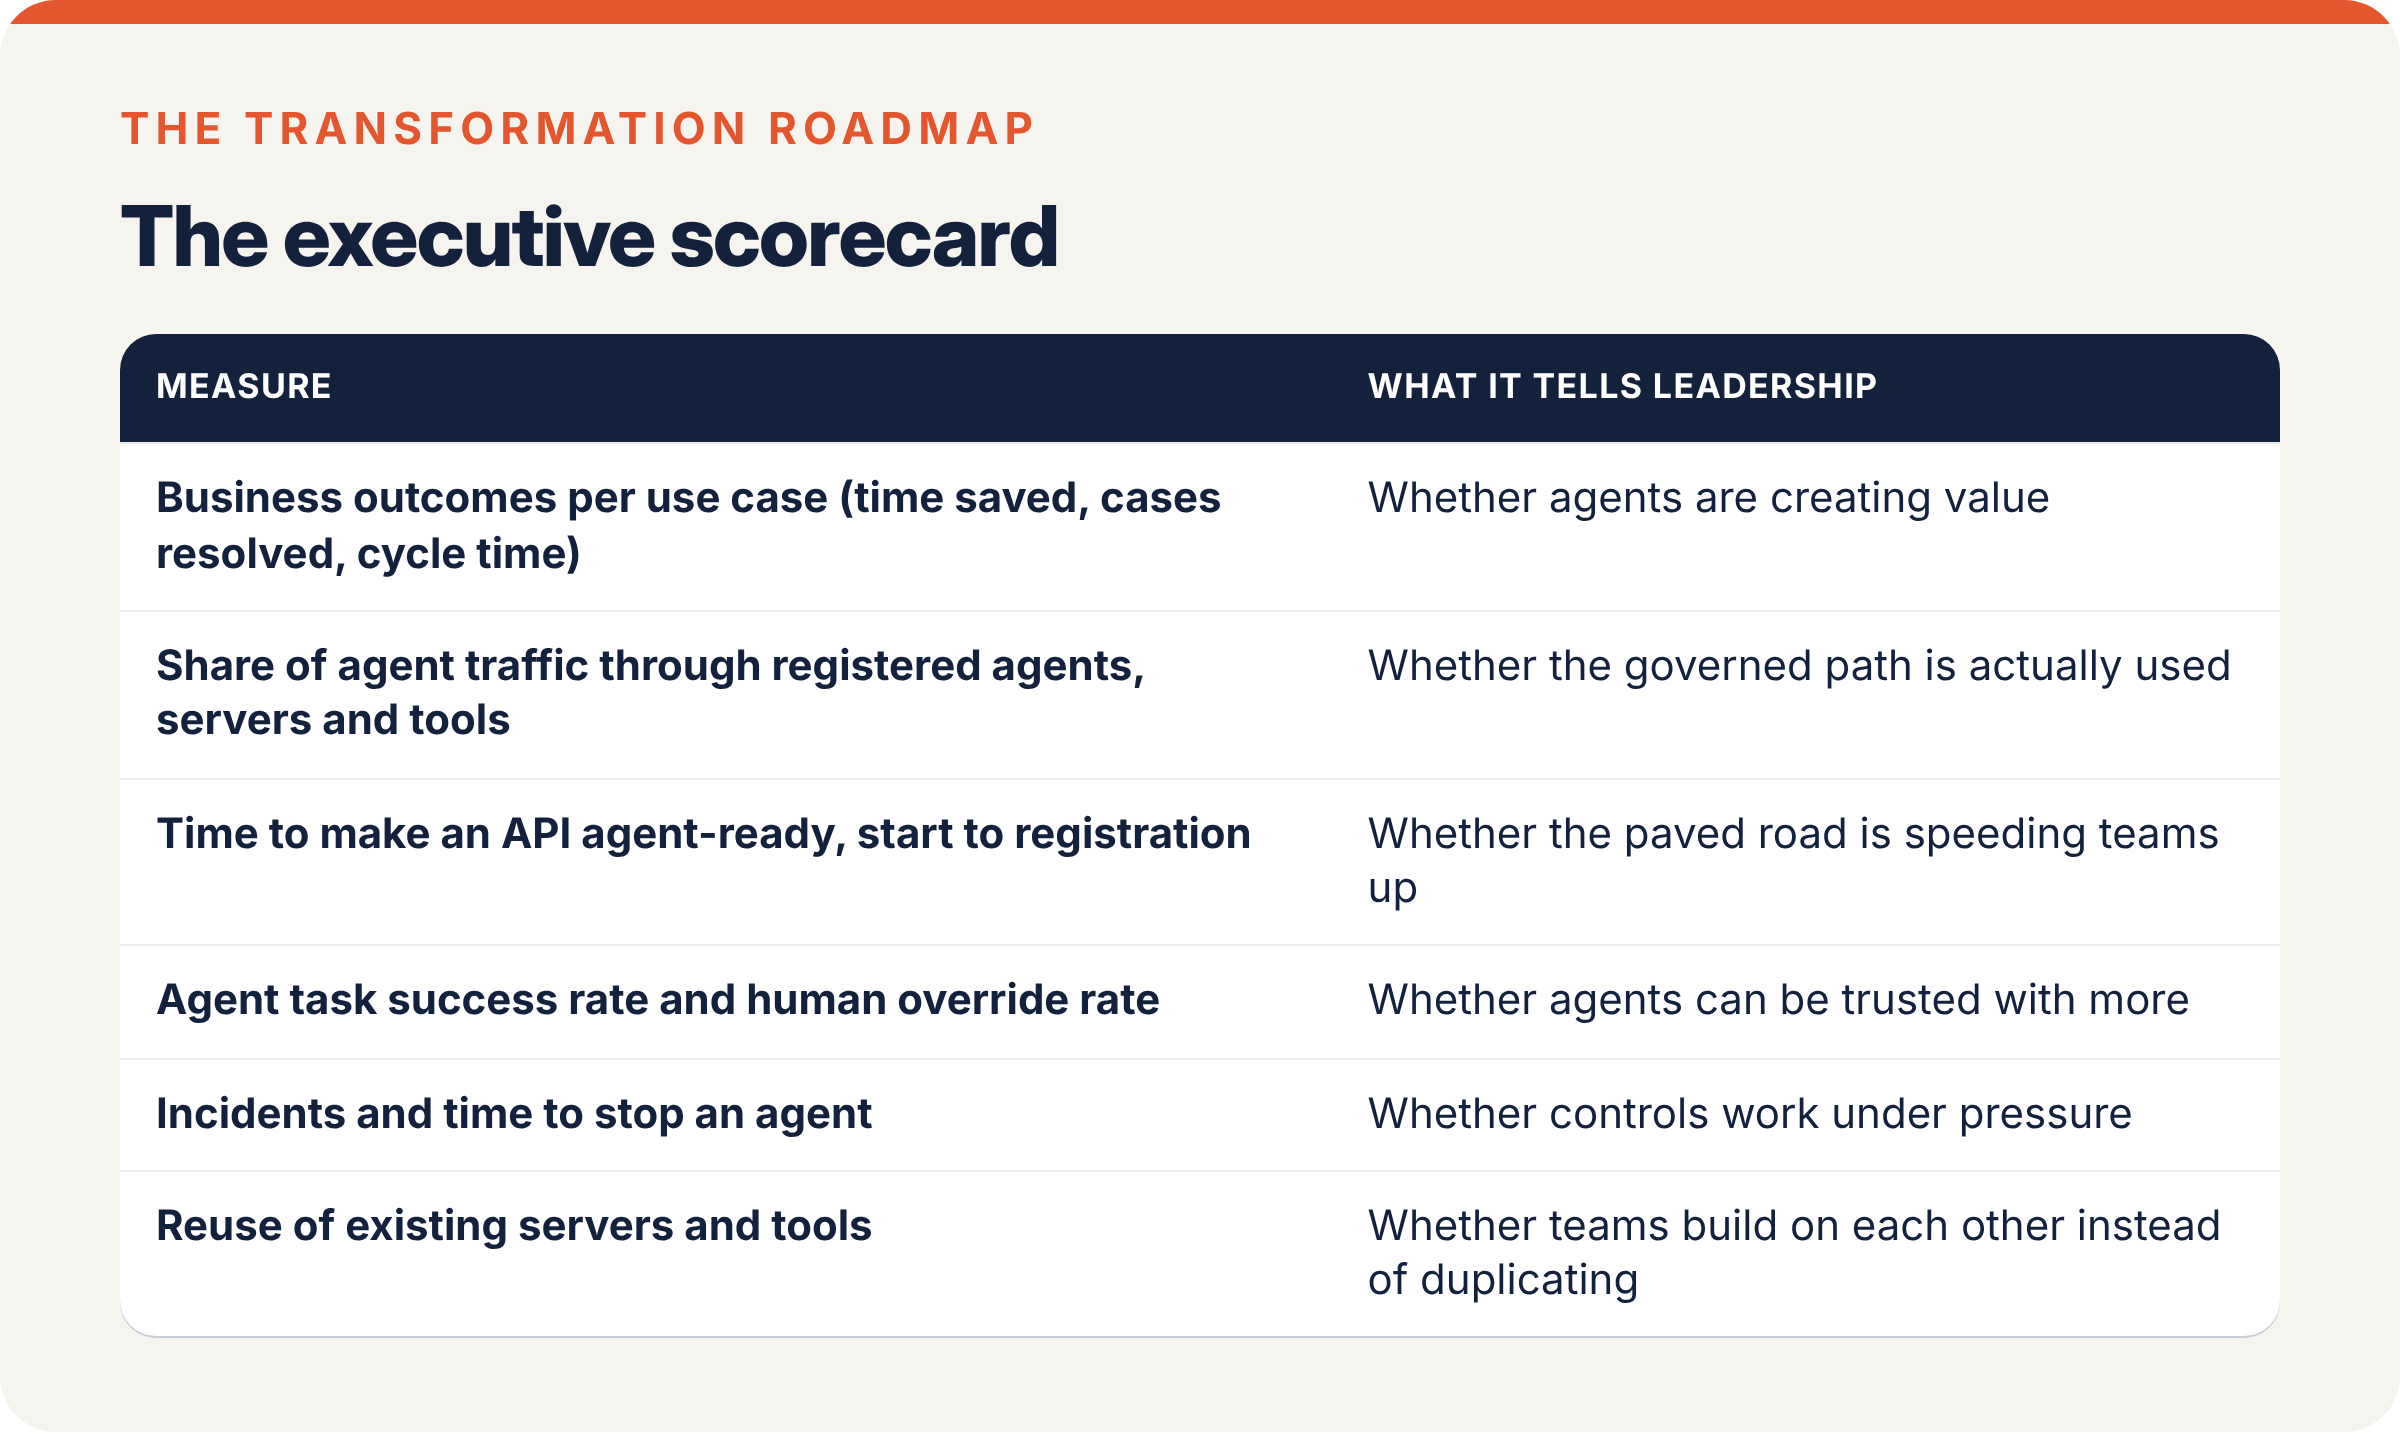 THE TRANSFORMATION ROADMAP
The executive scorecard
MEASURE
WHAT IT TELLS LEADERSHIP
Business outcomes per use case (time saved, cases
resolved, cycle time)
Whether agents are creating value
Share of agent traffic through registered agents,
servers and tools
Whether the governed path is actually used
Time to make an API agent-ready, start to registration
Whether the paved road is speeding teams
up
Agent task success rate and human override rate
Whether agents can be trusted with more
Incidents and time to stop an agent
Whether controls work under pressure
Reuse of existing servers and tools
Whether teams build on each other instead
of duplicating